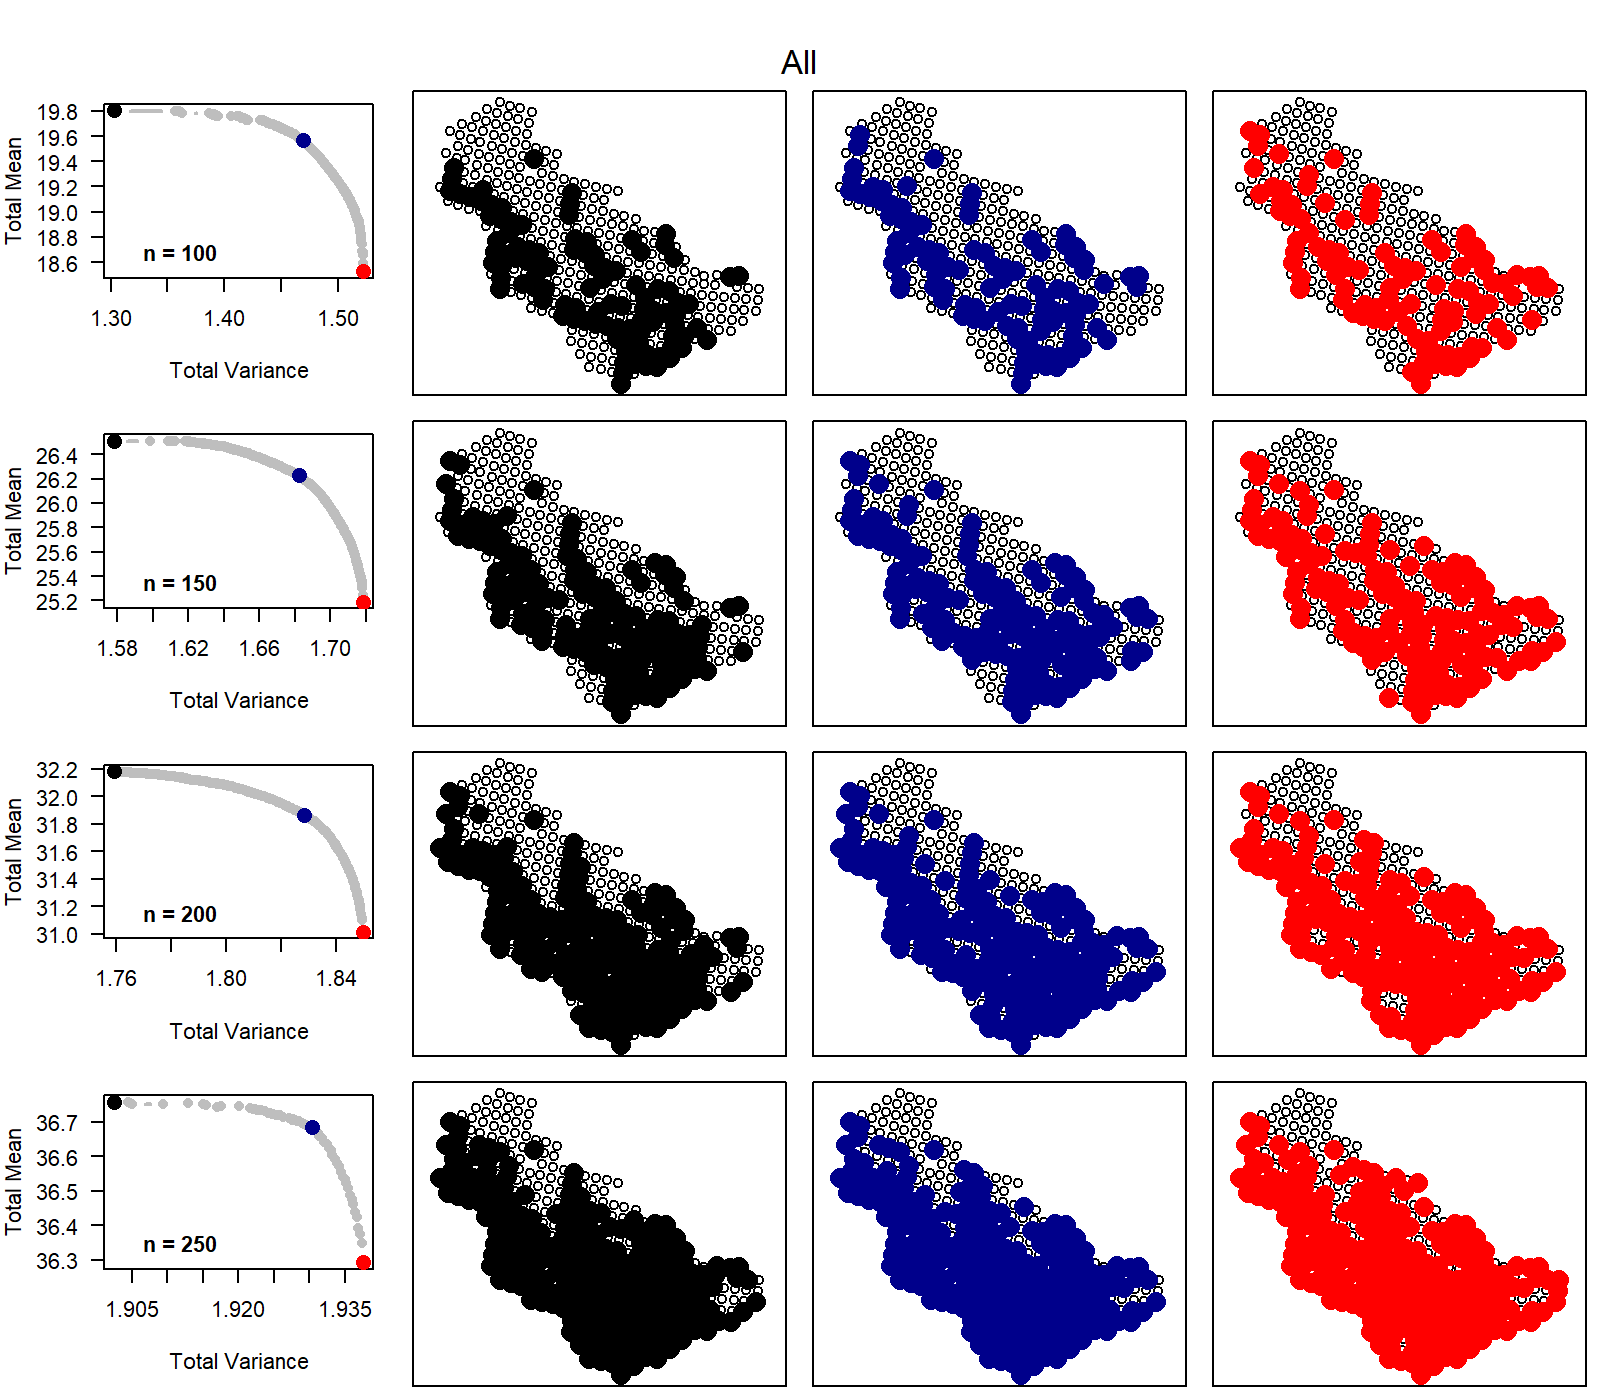 All
Total Mean
19.8
19.6
19.4
19.2
19.0
18.8
18.6
n = 100
1.30 1.40 1.50
Total Variance
Total Mean
26.4
26.2
26.0
25.8
25.6
25.4
25.2
n = 150
1.58 1.62 1.66 1.70
Total Variance
Total Mean
32.2
32.0
31.8
31.6
31.4
31.2
31.0
n = 200
1.76 1.80 1.84
Total Variance
Total Mean
36.7
36.6
36.5
36.4
36.3
n = 250
1.905 1.920 1.935
Total Variance